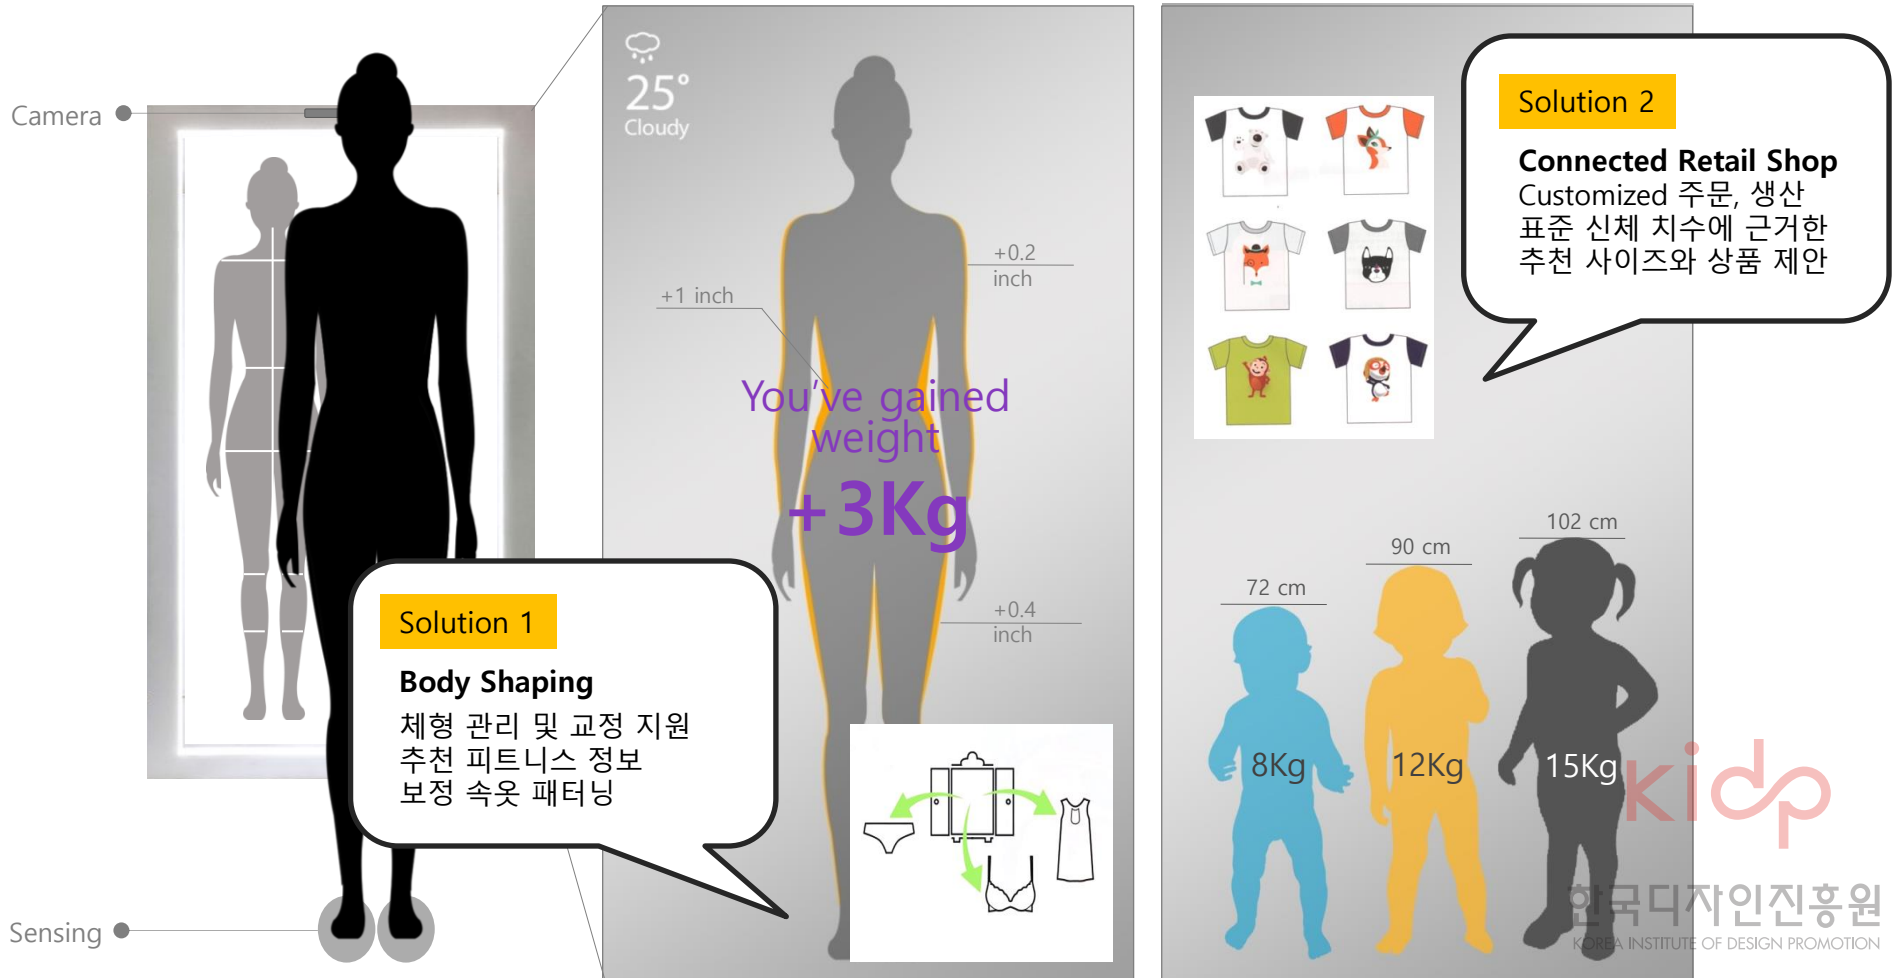 Camera
Sensing
25°
Cloudy
+0.2
inch
+1 inch
You've gained
weight
+3Kg
+0.4
inch
Solution 1
Body Shaping
체형 관리 및 교정 지원
추천 피트니스 정보
보정 속옷 패터닝
Solution 2
Connected Retail Shop
Customized 주문, 생산
표준 신체 치수에 근거한
추천 사이즈와 상품 제안
72 cm
90 cm
102 cm
8Kg
12Kg
15Kg
kidp
한국디자인진흥원
KOREA INSTITUTE OF DESIGN PROMOTION